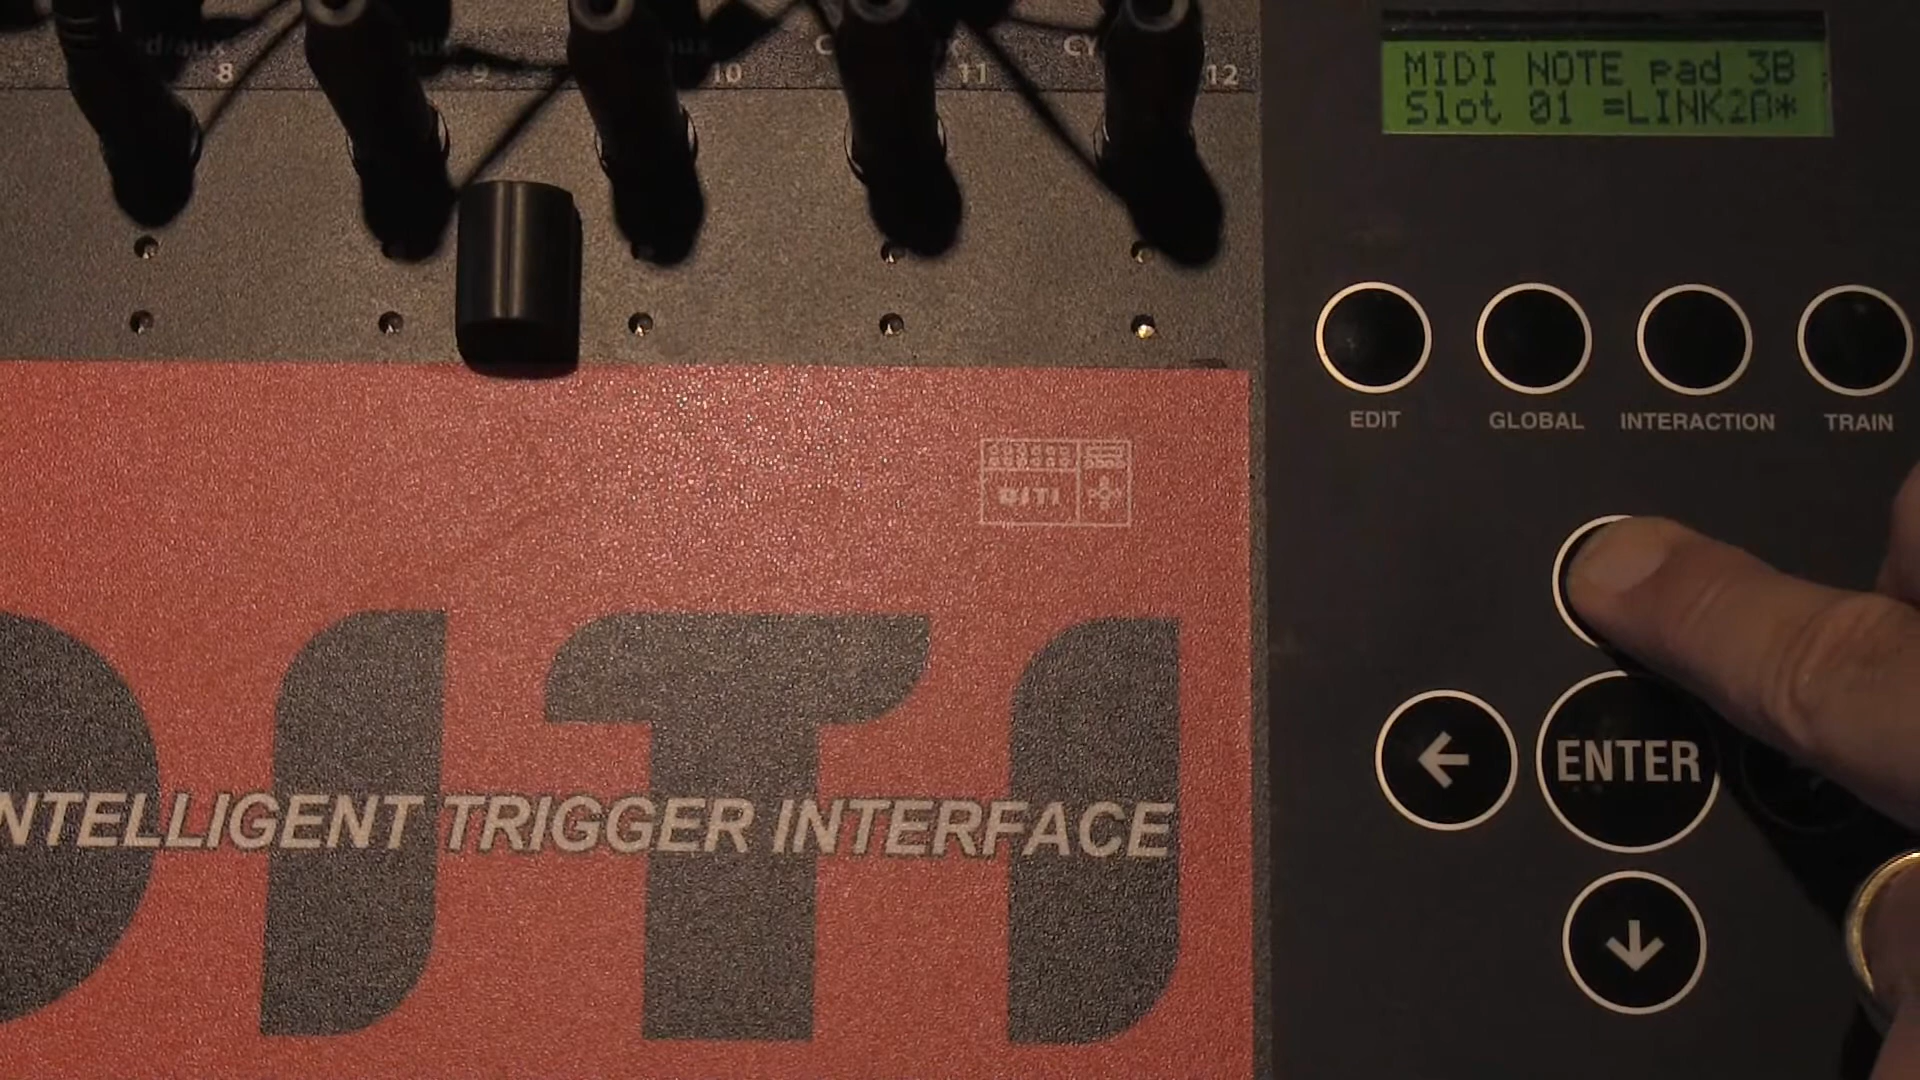 8
9
10
11
12
MIDI NOTE pad 3B
Slot 01 =LINK2A*
EDIT
GLOBAL
INTERACTION
TRAIN
DITI
DITI
NTELLIGENT TRIGGER INTERFACE
ENTER